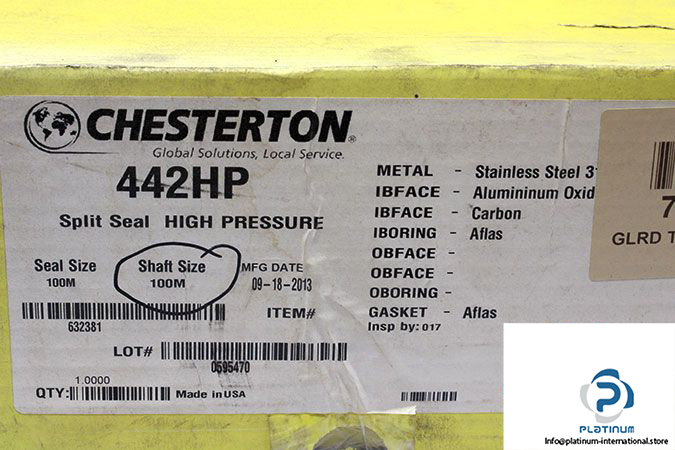 CHESTERTON®
Global Solutions, Local Service.
442HP
Split Seal HIGH PRESSURE
Seal Size
100M
Shaft Size
100M
MFG DATE
09-18-2013
632381
ITEM#
LOT#
0595470
QTY:
1.0000
Made in USA
METAL - Stainless Steel
IBFACE - Alumininum Oxid
IBFACE - Carbon
IBORING - Aflas
OBFACE -
OBFACE -
OBORING -
GASKET - Aflas
Insp by: 017
7
GLRD T
PLATINUM
Info@platinum-international.store